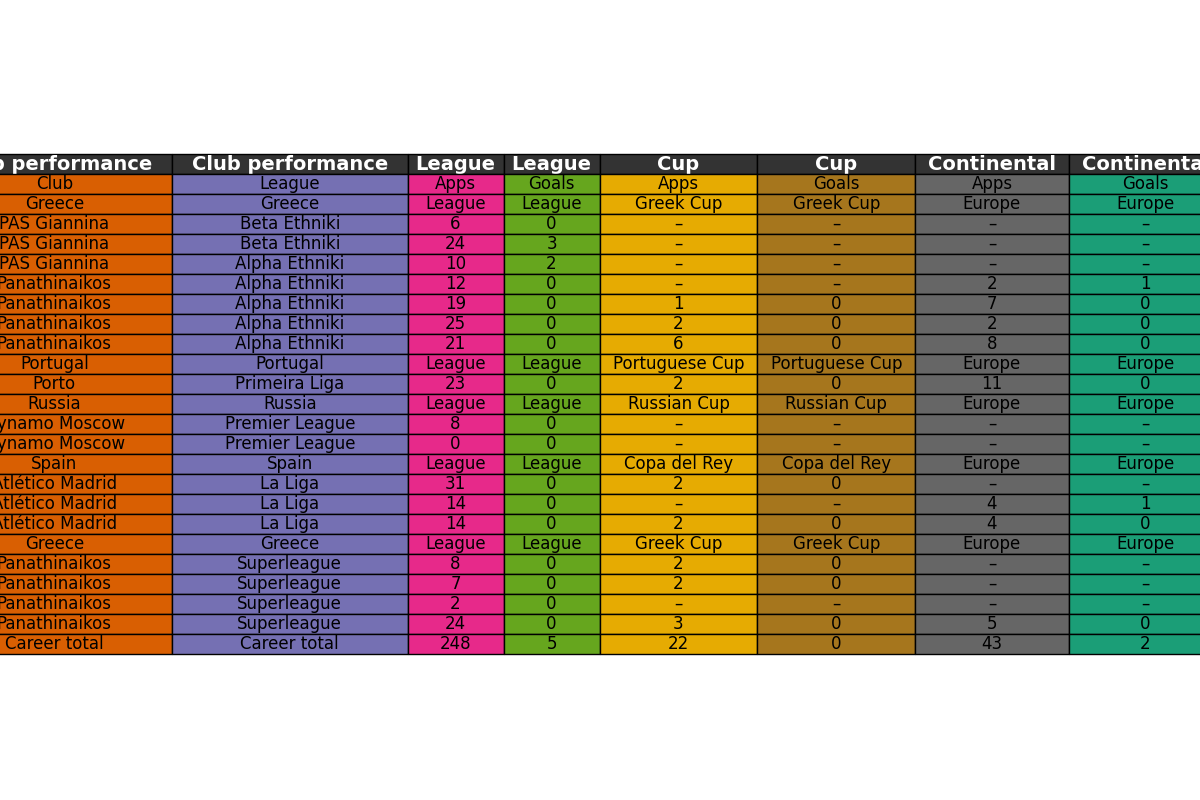 performance Club performance League League Cup Cup Continental Continenta
Club League Apps Goals Apps Goals Apps Goals
Greece Greece League League Greek Cup Greek Cup Europe Europe
PAS Giannina Beta Ethniki 6 0 – – – –
PAS Giannina Beta Ethniki 24 3 – – – –
PAS Giannina Alpha Ethniki 10 2 – – – –
Panathinaikos Alpha Ethniki 12 0 – – 2 1
Panathinaikos Alpha Ethniki 19 0 1 0 7 0
Panathinaikos Alpha Ethniki 25 0 2 0 2 0
Panathinaikos Alpha Ethniki 21 0 6 0 8 0
Portugal Portugal League League Portuguese Cup Portuguese Cup Europe Europe
Porto Primeira Liga 23 0 2 0 11 0
Russia Russia League League Russian Cup Russian Cup Europe Europe
ynamo Moscow Premier League 8 0 – – – –
ynamo Moscow Premier League 0 0 – – – –
Spain Spain League League Copa del Rey Copa del Rey Europe Europe
Atlético Madrid La Liga 31 0 2 0 – –
Atlético Madrid La Liga 14 0 – – 4 1
Atlético Madrid La Liga 14 0 2 0 4 0
Greece Greece League League Greek Cup Greek Cup Europe Europe
Panathinaikos Superleague 8 0 2 0 – –
Panathinaikos Superleague 7 0 2 0 – –
Panathinaikos Superleague 2 0 – – – –
Panathinaikos Superleague 24 0 3 0 5 0
Career total Career total 248 5 22 0 43 2